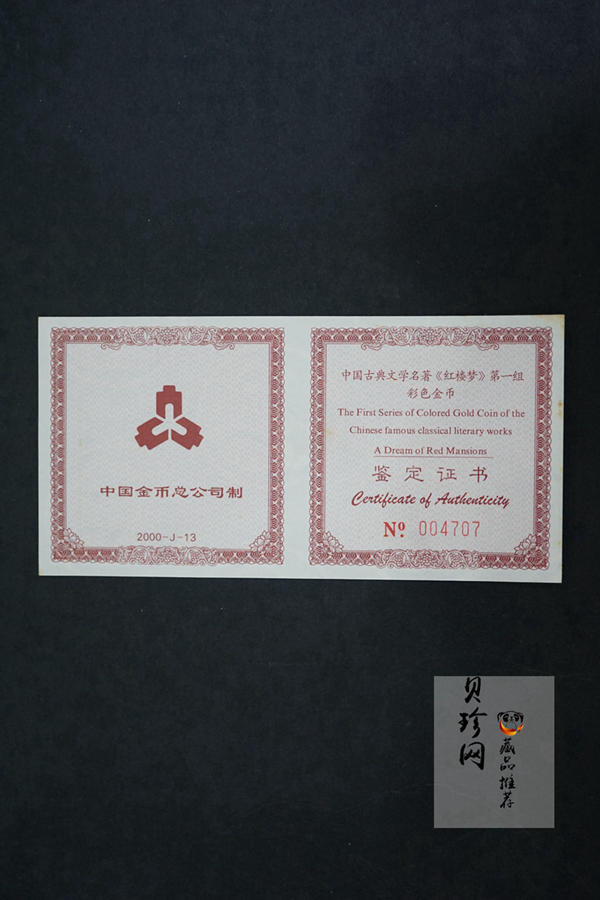 中国金币总公司制
2000-J-13
中国古典文学名著《红楼梦》第一组
彩色金币
The First Series of Colored Gold Coin of the
Chinese famous classical literary works
A Dream of Red Mansions
鉴定证书
Certificate of Authenticity
Nº 004707
贝珍网
藏品推荐